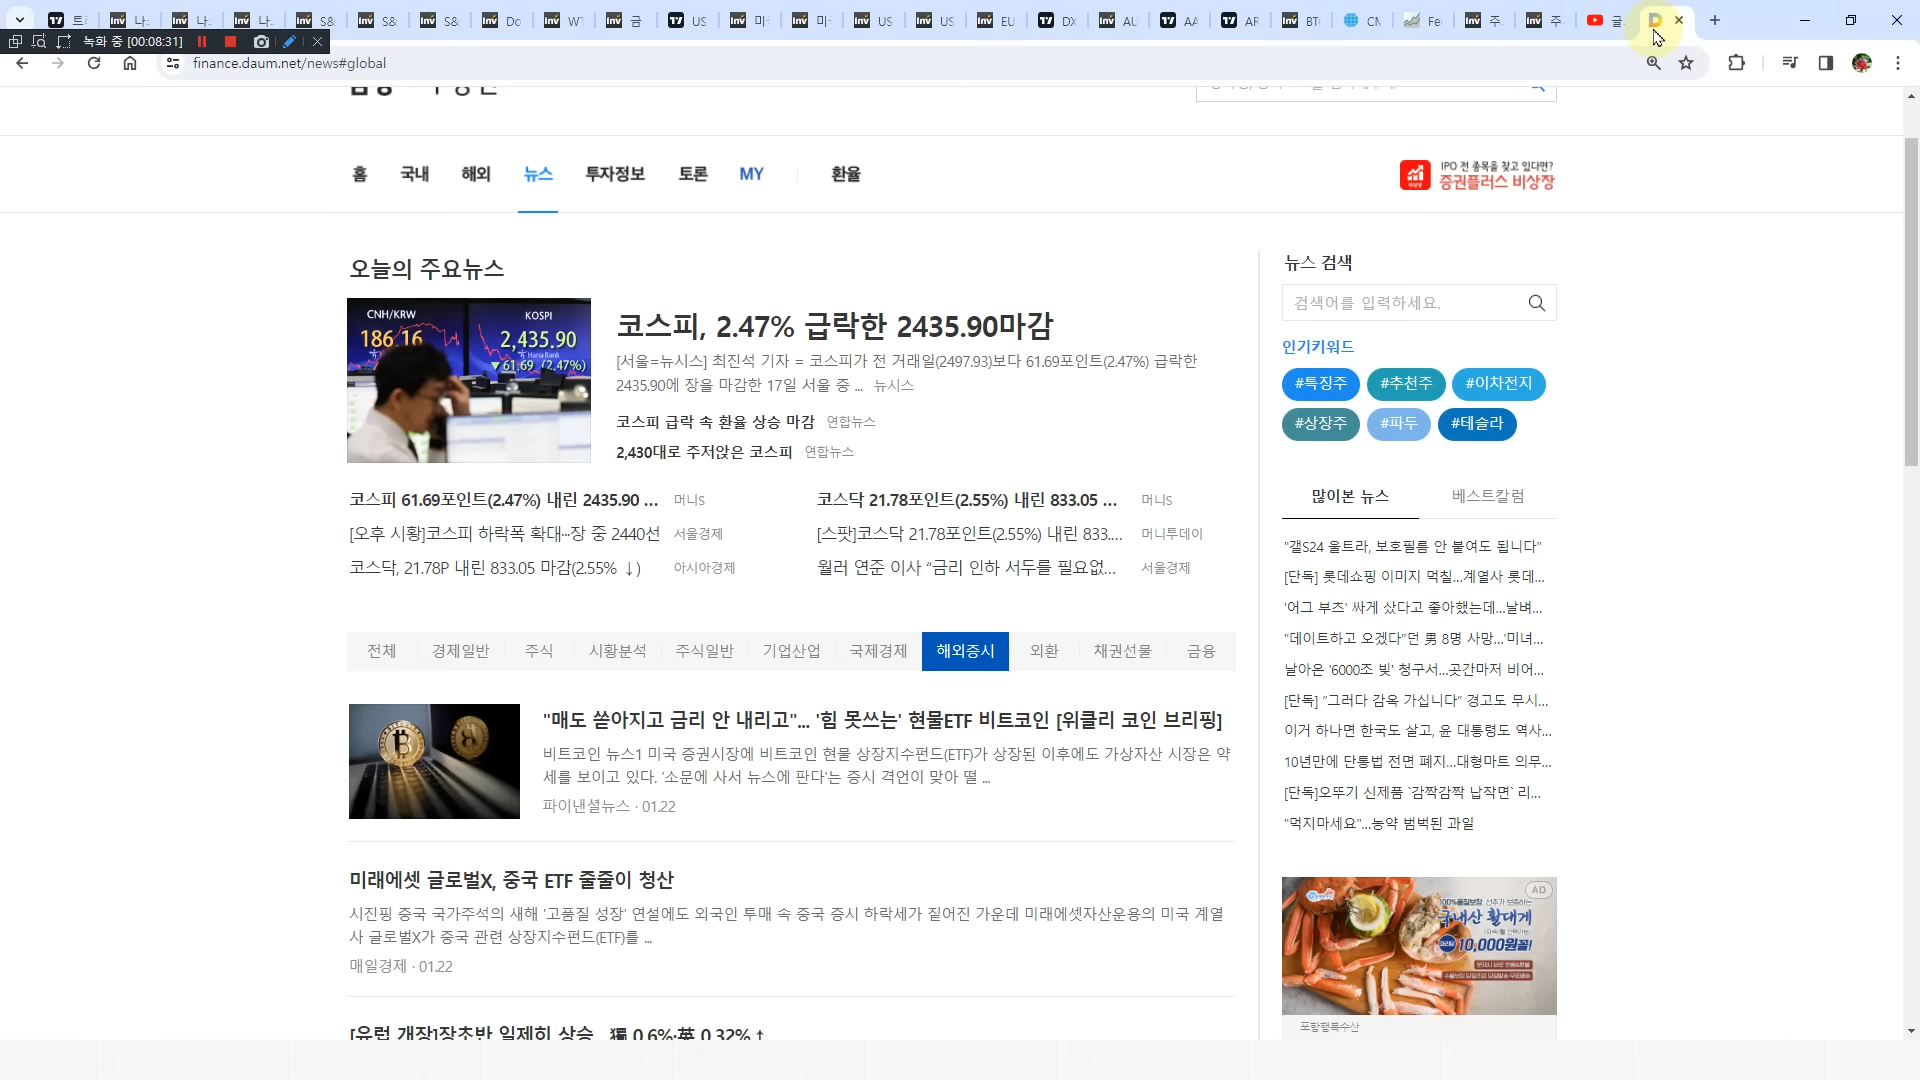 US
미
미
US
US
EU
DX
AU
AA
AR
BT
CN
Fe
주
주
글
녹화 중 [00:08:31]
finance.daum.net/news#global
홈
국내
해외
뉴스
투자정보
토론
MY
환율
IPO 전 종목을 찾고 있다면?
증권플러스 비상장
오늘의 주요뉴스
CNH/KRW
186.16
KOSPI
2,435.90
Hana Bank
▼61.69 (2.47%)
코스피, 2.47% 급락한 2435.90마감
[서울=뉴시스] 최진석 기자 = 코스피가 전 거래일(2497.93)보다 61.69포인트(2.47%) 급락한
2435.90에 장을 마감한 17일 서울 중 ... 뉴시스
코스피 급락 속 환율 상승 마감 연합뉴스
2,430대로 주저앉은 코스피 연합뉴스
코스피 61.69포인트(2.47%) 내린 2435.90 ... 머니S
코스닥 21.78포인트(2.55%) 내린 833.05 ... 머니S
[오후 시황]코스피 하락폭 확대···장 중 2440선 서울경제
[스팟]코스닥 21.78포인트(2.55%) 내린 833.... 머니투데이
코스닥, 21.78P 내린 833.05 마감(2.55% ↓) 아시아경제
월러 연준 이사 “금리 인하 서두를 필요없... 서울경제
전체
경제일반
주식
시황분석
주식일반
기업산업
국제경제
해외증시
외환
채권선물
금융
"매도 쏟아지고 금리 안 내리고"... '힘 못쓰는' 현물ETF 비트코인 [위클리 코인 브리핑]
비트코인 뉴스1 미국 증권시장에 비트코인 현물 상장지수펀드(ETF)가 상장된 이후에도 가상자산 시장은 약
세를 보이고 있다. '소문에 사서 뉴스에 판다'는 증시 격언이 맞아 떨 ...
파이낸셜뉴스 · 01.22
미래에셋 글로벌X, 중국 ETF 줄줄이 청산
시진핑 중국 국가주석의 새해 '고품질 성장' 연설에도 외국인 투매 속 중국 증시 하락세가 짙어진 가운데 미래에셋자산운용의 미국 계열
사 글로벌X가 중국 관련 상장지수펀드(ETF)를 ...
매일경제 · 01.22
[유럽 개장]장초반 일제히 상승…獨 0.6%·英 0.32%↑
뉴스 검색
검색어를 입력하세요.
인기키워드
#특징주
#추천주
#이차전지
#상장주
#파두
#테슬라
많이본 뉴스
베스트칼럼
"갤S24 울트라, 보호필름 안 붙여도 됩니다"
[단독] 롯데쇼핑 이미지 먹칠...계열사 롯데...
'어그 부츠' 싸게 샀다고 좋아했는데...날벼...
"데이트하고 오겠다"던 男 8명 사망...'미녀...
날아온 '6000조 빚' 청구서...곳간마저 비어...
[단독] “그러다 감옥 가십니다” 경고도 무시...
이거 하나면 한국도 살고, 윤 대통령도 역사...
10년만에 단통법 전면 폐지...대형마트 의무...
[단독]오뚜기 신제품 `감짝감짝 납작면` 리...
"먹지마세요"...농약 범벅된 과일
AD
국내산 활대게
10,000원꼴!
포항행복수산